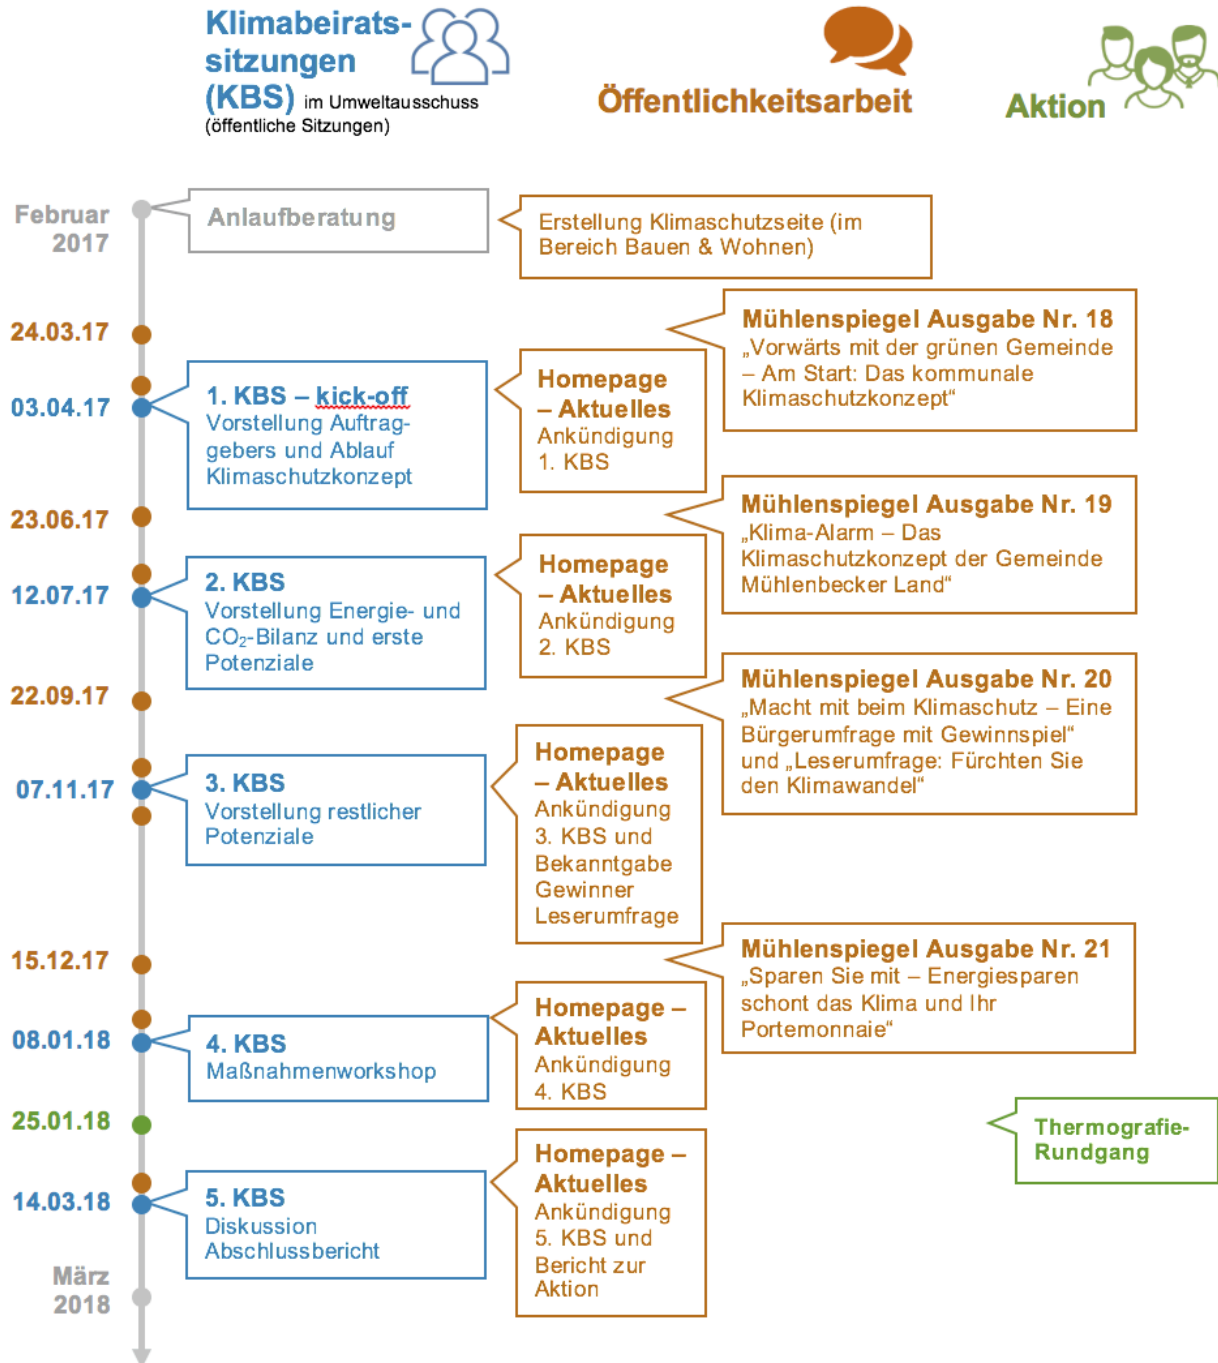 Klimabeirats-
sitzungen
(KBS) im Umweltausschuss
(öffentliche Sitzungen)
Öffentlichkeitsarbeit
Aktion
Februar
2017
Anlaufberatung
Erstellung Klimaschutzseite (im
Bereich Bauen & Wohnen)
24.03.17
Mühlenspiegel Ausgabe Nr. 18
„Vorwärts mit der grünen Gemeinde
– Am Start: Das kommunale
Klimaschutzkonzept“
03.04.17
1. KBS – kick-off
Vorstellung Auftrag-
gebers und Ablauf
Klimaschutzkonzept
Homepage
– Aktuelles
Ankündigung
1. KBS
23.06.17
Mühlenspiegel Ausgabe Nr. 19
„Klima-Alarm – Das
Klimaschutzkonzept der Gemeinde
Mühlenbecker Land“
12.07.17
2. KBS
Vorstellung Energie- und
CO₂-Bilanz und erste
Potenziale
Homepage
– Aktuelles
Ankündigung
2. KBS
22.09.17
Mühlenspiegel Ausgabe Nr. 20
„Macht mit beim Klimaschutz – Eine
Bürgerumfrage mit Gewinnspiel“
und „Leserumfrage: Fürchten Sie
den Klimawandel“
07.11.17
3. KBS
Vorstellung restlicher
Potenziale
Homepage
– Aktuelles
Ankündigung
3. KBS und
Bekanntgabe
Gewinner
Leserumfrage
15.12.17
Mühlenspiegel Ausgabe Nr. 21
„Sparen Sie mit – Energiesparen
schont das Klima und Ihr
Portemonnaie“
08.01.18
4. KBS
Maßnahmenworkshop
Homepage –
Aktuelles
Ankündigung
4. KBS
25.01.18
Thermografie-
Rundgang
14.03.18
5. KBS
Diskussion
Abschlussbericht
Homepage –
Aktuelles
Ankündigung
5. KBS und
Bericht zur
Aktion
März
2018